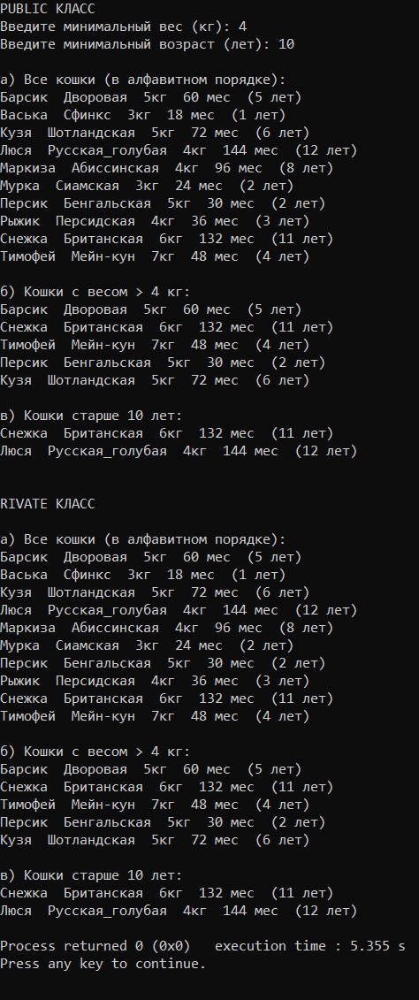 PUBLIC КЛАСС
Введите минимальный вес (кг): 4
Введите минимальный возраст (лет): 10
а) Все кошки (в алфавитном порядке):
Барсик  Дворовая  5кг  60 мес  (5 лет)
Васька  Сфинкс  3кг  18 мес  (1 лет)
Кузя  Шотландская  5кг  72 мес  (6 лет)
Люся  Русская_голубая  4кг  144 мес  (12 лет)
Маркиза  Абиссинская  4кг  96 мес  (8 лет)
Мурка  Сиамская  3кг  24 мес  (2 лет)
Персик  Бенгальская  5кг  30 мес  (2 лет)
Рыжик  Персидская  4кг  36 мес  (3 лет)
Снежка  Британская  6кг  132 мес  (11 лет)
Тимофей  Мейн-кун  7кг  48 мес  (4 лет)
б) Кошки с весом > 4 кг:
Барсик  Дворовая  5кг  60 мес  (5 лет)
Снежка  Британская  6кг  132 мес  (11 лет)
Тимофей  Мейн-кун  7кг  48 мес  (4 лет)
Персик  Бенгальская  5кг  30 мес  (2 лет)
Кузя  Шотландская  5кг  72 мес  (6 лет)
в) Кошки старше 10 лет:
Снежка  Британская  6кг  132 мес  (11 лет)
Люся  Русская_голубая  4кг  144 мес  (12 лет)
RIVATE КЛАСС
а) Все кошки (в алфавитном порядке):
Барсик  Дворовая  5кг  60 мес  (5 лет)
Васька  Сфинкс  3кг  18 мес  (1 лет)
Кузя  Шотландская  5кг  72 мес  (6 лет)
Люся  Русская_голубая  4кг  144 мес  (12 лет)
Маркиза  Абиссинская  4кг  96 мес  (8 лет)
Мурка  Сиамская  3кг  24 мес  (2 лет)
Персик  Бенгальская  5кг  30 мес  (2 лет)
Рыжик  Персидская  4кг  36 мес  (3 лет)
Снежка  Британская  6кг  132 мес  (11 лет)
Тимофей  Мейн-кун  7кг  48 мес  (4 лет)
б) Кошки с весом > 4 кг:
Барсик  Дворовая  5кг  60 мес  (5 лет)
Снежка  Британская  6кг  132 мес  (11 лет)
Тимофей  Мейн-кун  7кг  48 мес  (4 лет)
Персик  Бенгальская  5кг  30 мес  (2 лет)
Кузя  Шотландская  5кг  72 мес  (6 лет)
в) Кошки старше 10 лет:
Снежка  Британская  6кг  132 мес  (11 лет)
Люся  Русская_голубая  4кг  144 мес  (12 лет)
Process returned 0 (0x0)   execution time : 5.355 s
Press any key to continue.